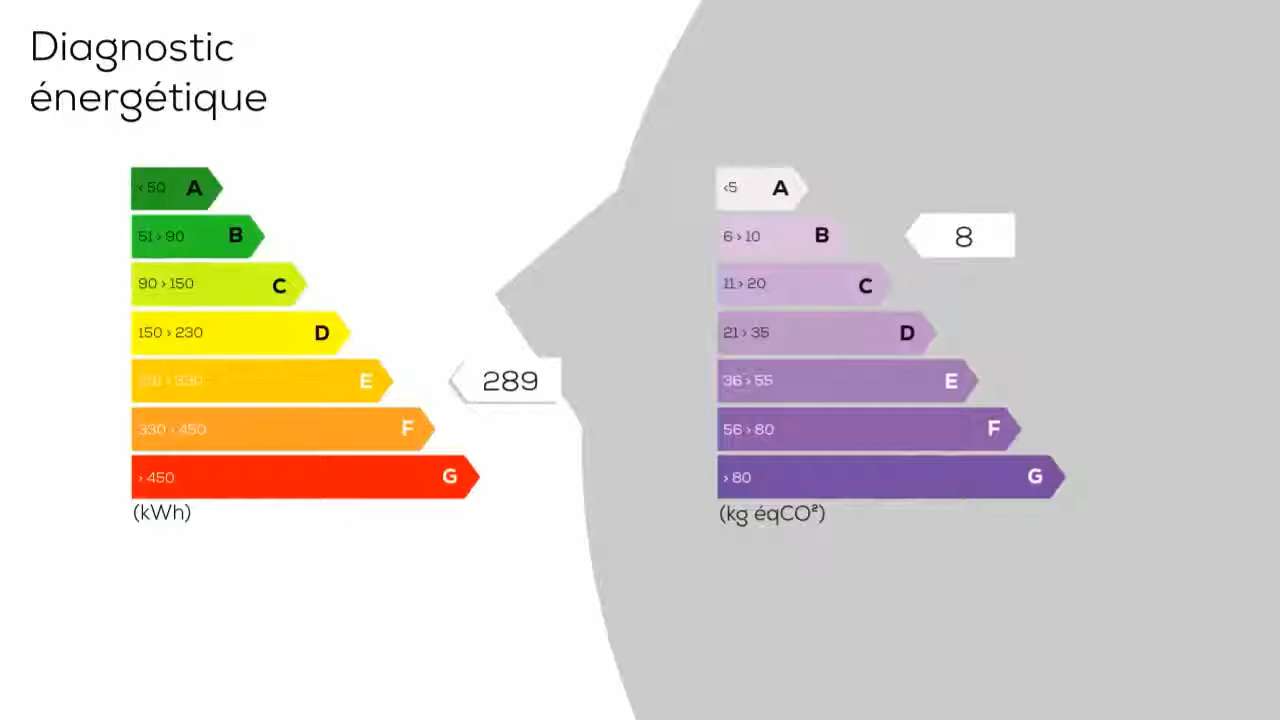 Diagnostic
énergétique
< 50 A
51 > 90 B
90 > 150 C
150 > 230 D
E
289
330 > 450 F
> 450 G
(kWh)
<5 A
6 > 10 B
8
11 > 20 C
21 > 35 D
36 > 55 E
56 > 80 F
> 80 G
(kg éqCO²)